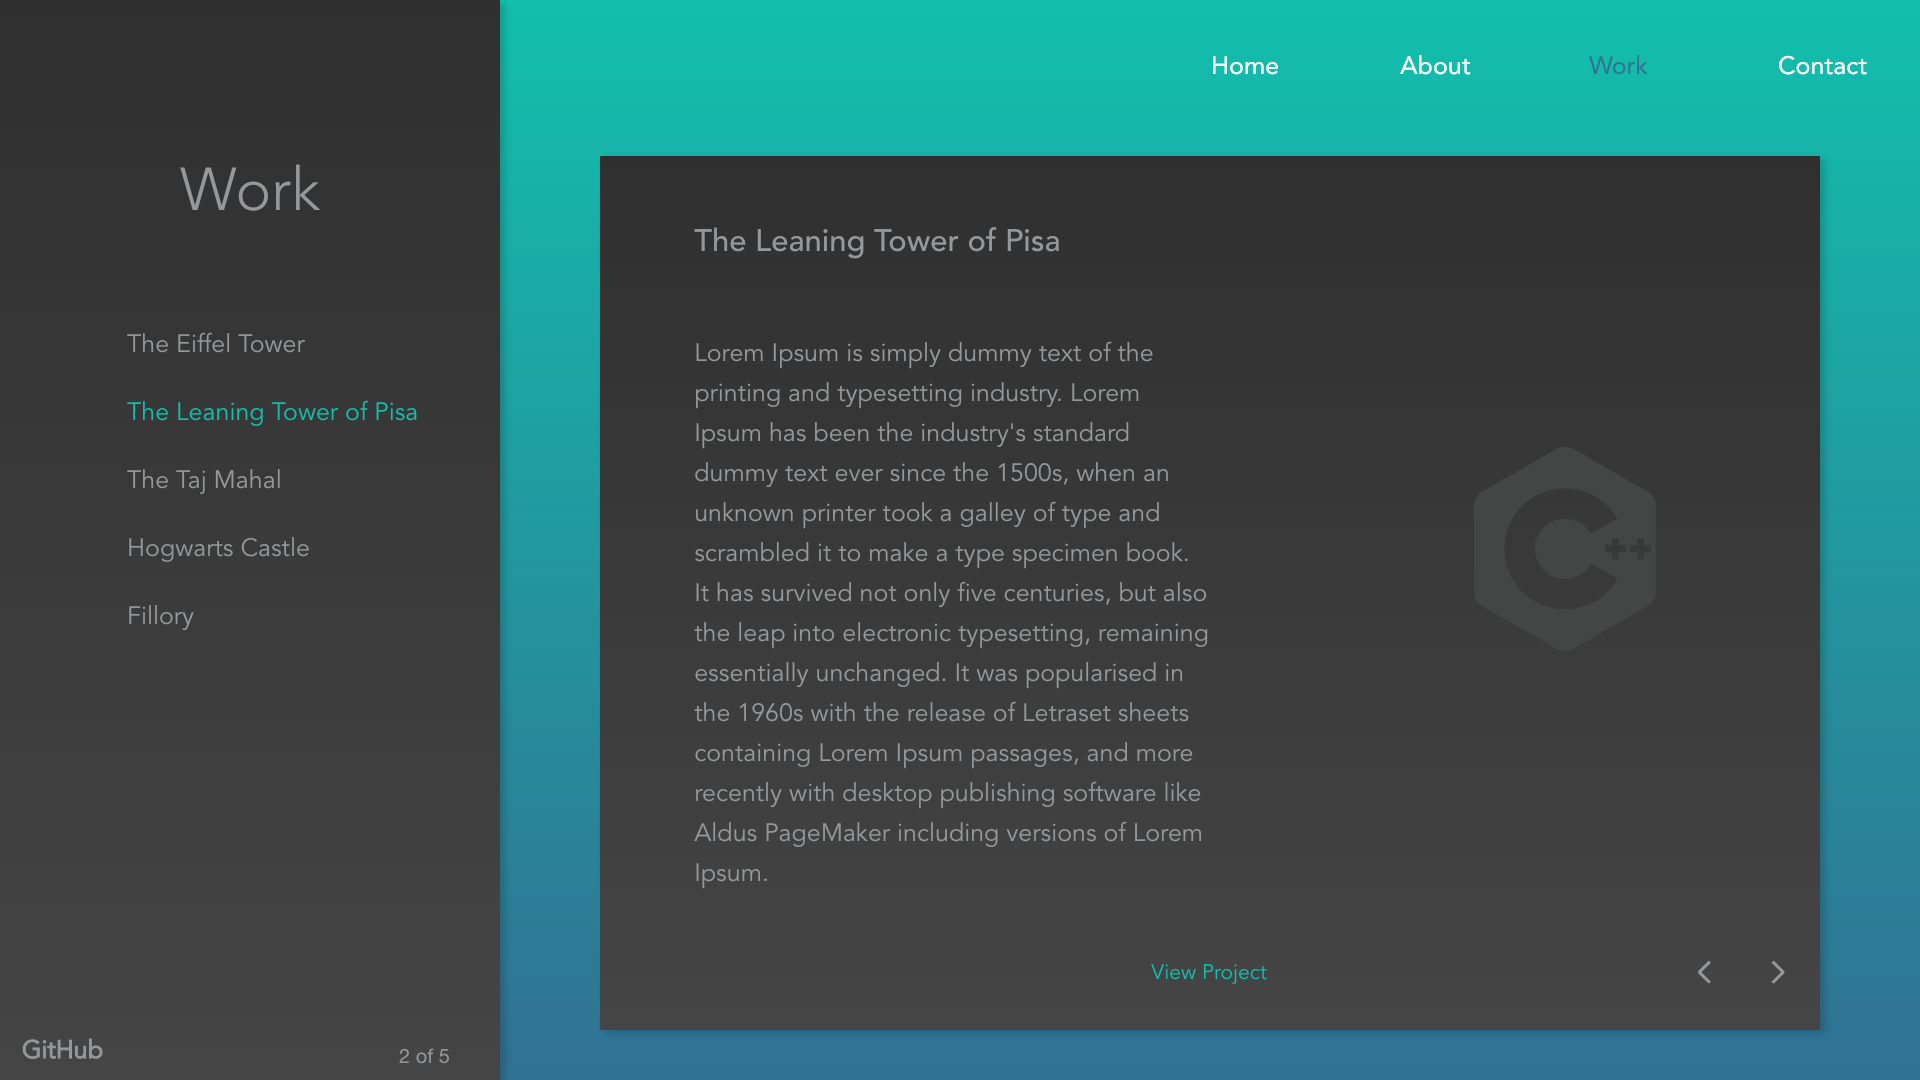 Home About Work Contact
Work
The Eiffel Tower
The Leaning Tower of Pisa
The Taj Mahal
Hogwarts Castle
Fillory
GitHub
2 of 5
The Leaning Tower of Pisa
Lorem Ipsum is simply dummy text of the
printing and typesetting industry. Lorem
Ipsum has been the industry's standard
dummy text ever since the 1500s, when an
unknown printer took a galley of type and
scrambled it to make a type specimen book.
It has survived not only five centuries, but also
the leap into electronic typesetting, remaining
essentially unchanged. It was popularised in
the 1960s with the release of Letraset sheets
containing Lorem Ipsum passages, and more
recently with desktop publishing software like
Aldus PageMaker including versions of Lorem
Ipsum.
C++
View Project